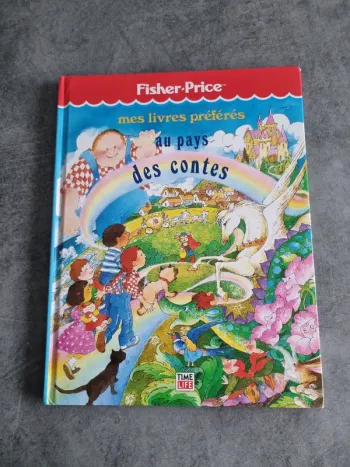 Fisher-Price
mes livres préférés
au pays
des contes
TIME
LIFE